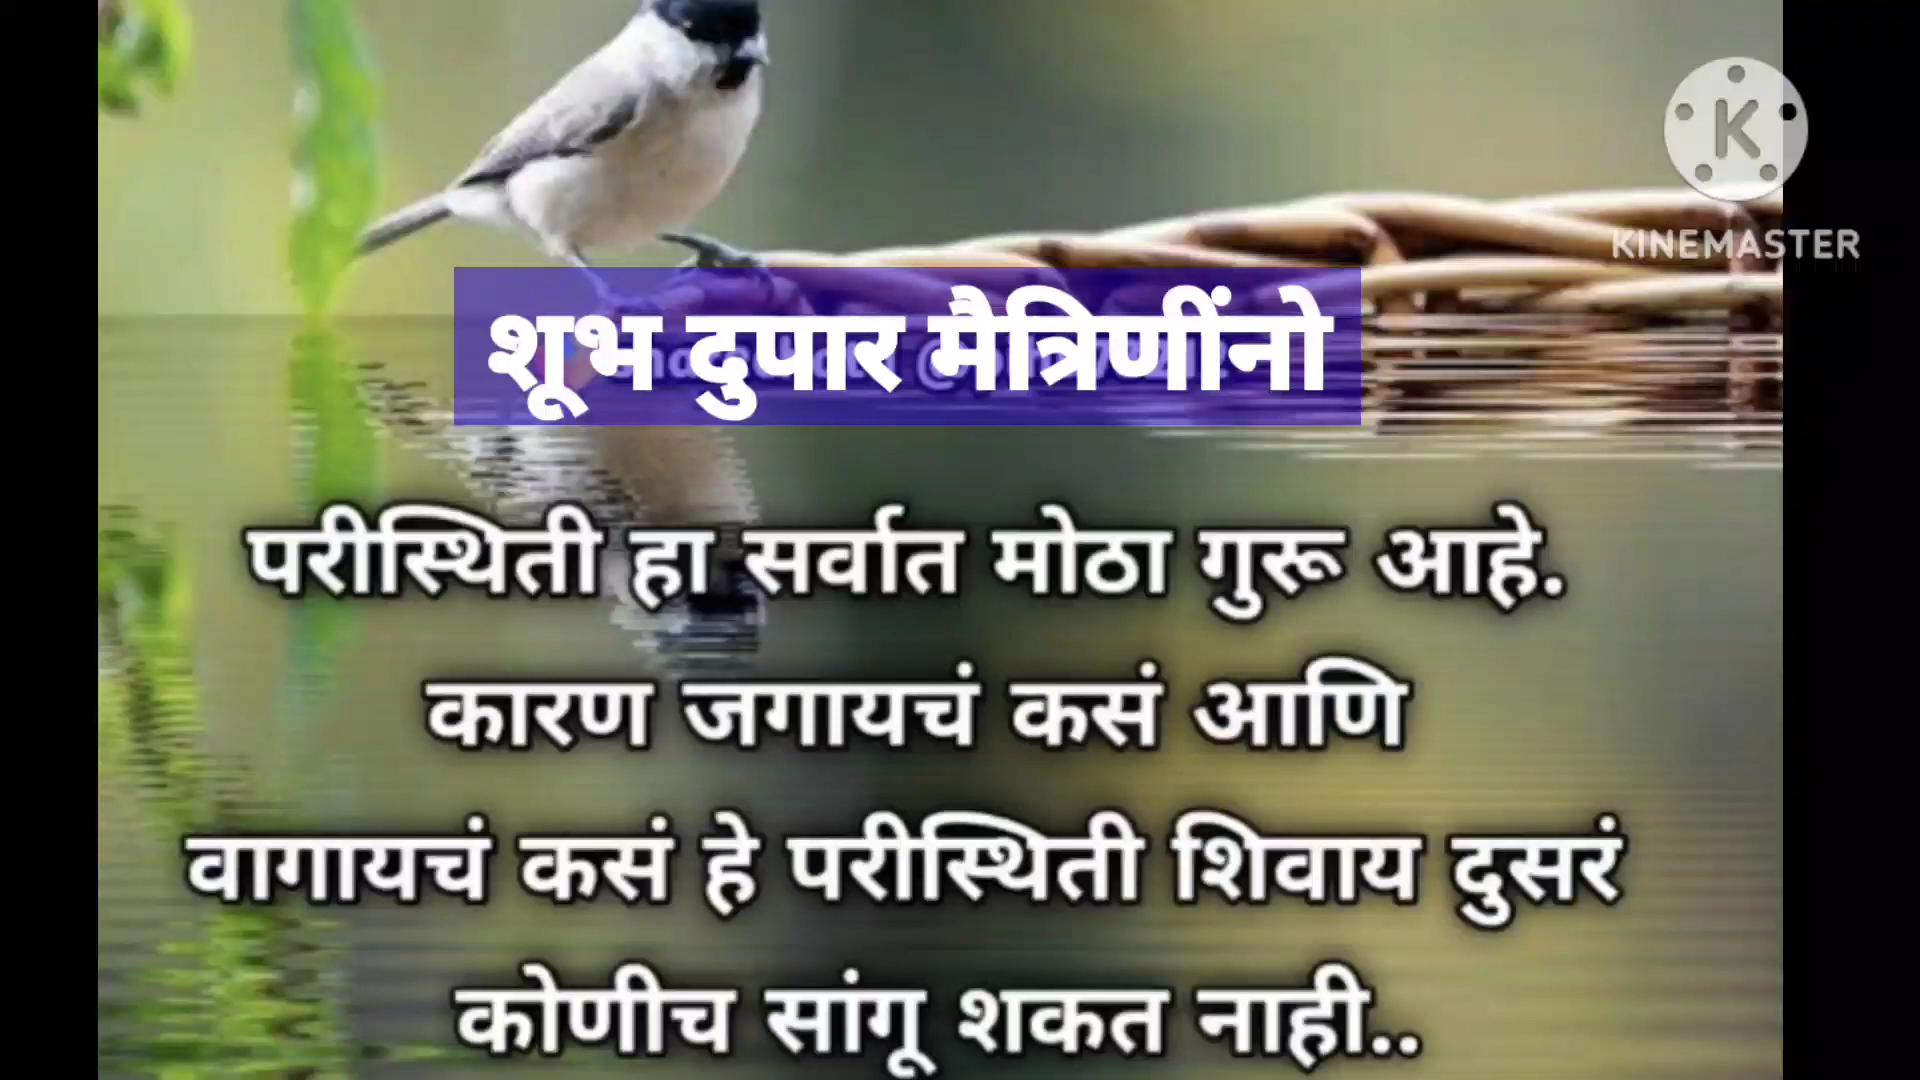 KINEMASTER
शूभ दुपार मैत्रिणींनो
परीस्थिती हा सर्वात मोठा गुरू आहे.
कारण जगायचं कसं आणि
वागायचं कसं हे परीस्थिती शिवाय दुसरं
कोणीच सांगू शकत नाही..